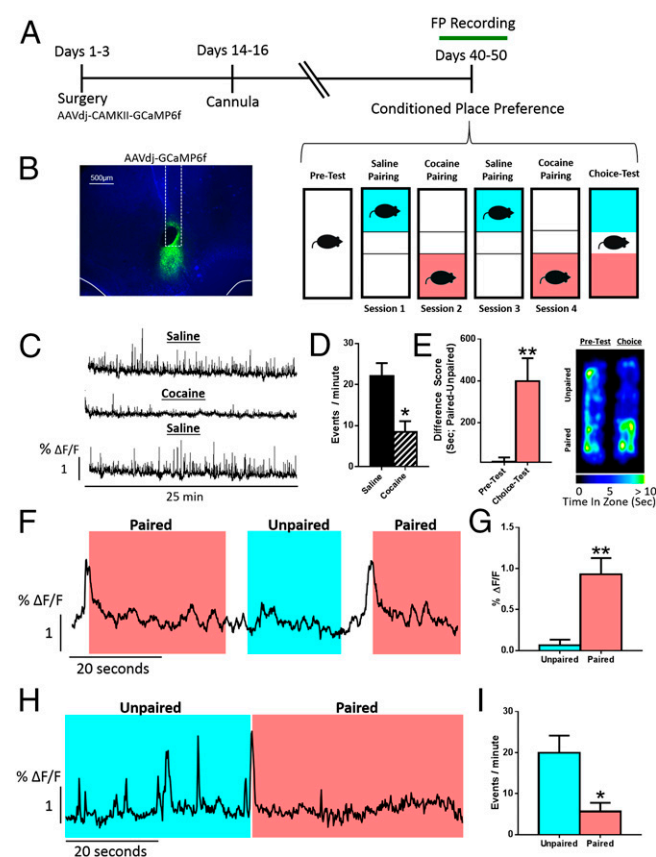 A
FP Recording
Days 1-3
Days 14-16
Days 40-50
Surgery
AAVdj-CAMKII-GCaMP6f
Cannula
Conditioned Place Preference
B
AAVdj-GCaMP6f
500µm
Pre-Test
Saline
Pairing
Cocaine
Pairing
Saline
Pairing
Cocaine
Pairing
Choice-Test
Session 1
Session 2
Session 3
Session 4
C
Saline
Cocaine
Saline
% ΔF/F
1
25 min
D
Events / minute
30
20
10
0
*
Saline
Cocaine
E
Difference Score
(Sec; Paired-Unpaired)
600
400
200
**
Pre-Test
Choice-Test
Pre-Test
Choice
Unpaired
Paired
0
5
> 10
Time In Zone (Sec)
F
Paired
Unpaired
Paired
% ΔF/F
1
20 seconds
G
% ΔF/F
1.5
1.0
0.5
0.0
**
Unpaired
Paired
H
Unpaired
Paired
% ΔF/F
1
20 seconds
I
Events / minute
30
20
10
0
*
Unpaired
Paired